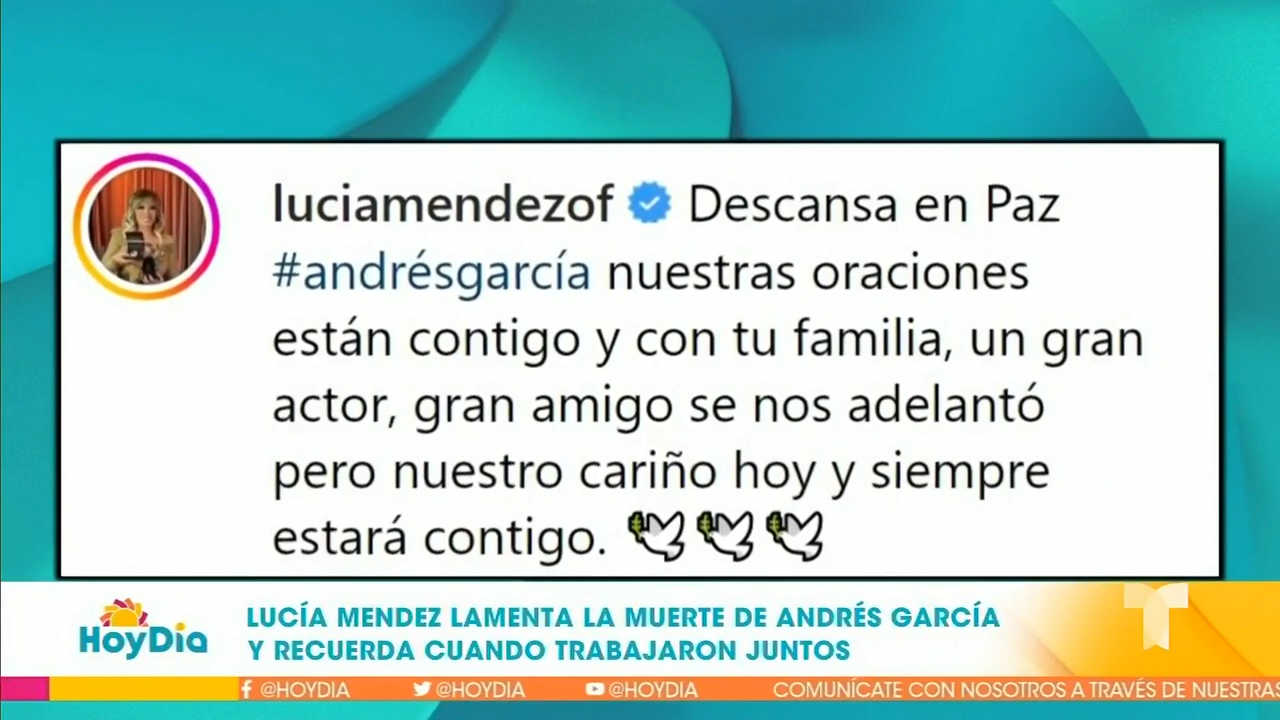 luciamendezof Descansa en Paz
#andrésgarcía nuestras oraciones
están contigo y con tu familia, un gran
actor, gran amigo se nos adelantó
pero nuestro cariño hoy y siempre
estará contigo. 🕊🕊🕊
HoyDía
LUCÍA MENDEZ LAMENTA LA MUERTE DE ANDRÉS GARCÍA
Y RECUERDA CUANDO TRABAJARON JUNTOS
@HOYDIA @HOYDIA @HOYDIA COMUNÍCATE CON NOSOTROS A TRAVÉS DE NUESTRAS